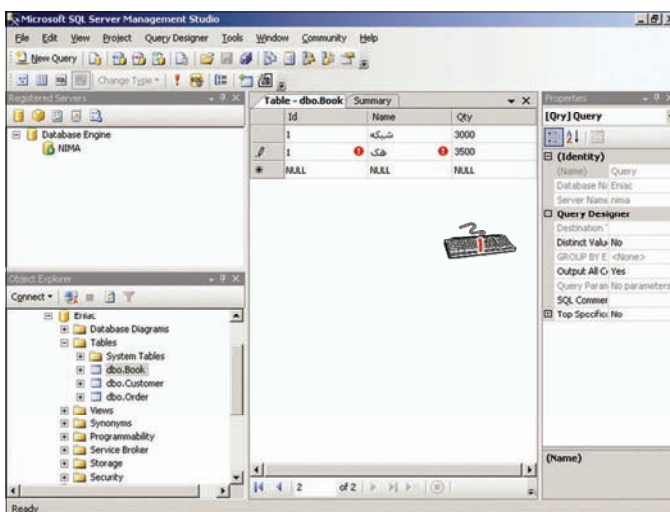 Microsoft SQL Server Management Studio
File Edit View Project Query Designer Tools Window Community Help
New Query
Change Type
Registered Servers
Database Engine
NIMA
Object Explorer
Connect
Eniac
Database Diagrams
Tables
System Tables
dbo.Book
dbo.Customer
dbo.Order
Views
Synonyms
Programmability
Service Broker
Storage
Security
Table - dbo.Book Summary
Id Name Qty
1 شبکه 3000
1 هک 3500
NULL NULL NULL
2 of 2
Properties
[Qry] Query
(Identity)
(Name) Query
Database Na Eniac
Server Name nima
Query Designer
Destination
Distinct Valu No
GROUP BY E <None>
Output All C Yes
Query Param No parameters
SQL Commen
Top Specific No
(Name)
Ready